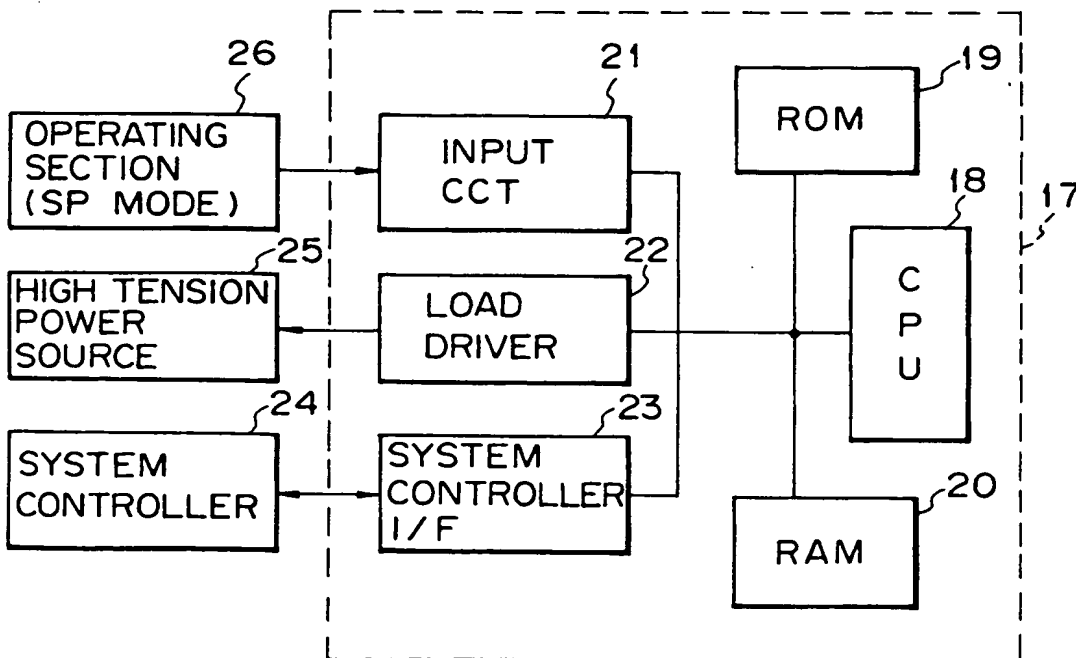 26
OPERATING
SECTION
(SP MODE)
21
INPUT
CCT
19
ROM
18
CPU
17
25
HIGH TENSION
POWER
SOURCE
22
LOAD
DRIVER
24
SYSTEM
CONTROLLER
23
SYSTEM
CONTROLLER
I/F
20
RAM